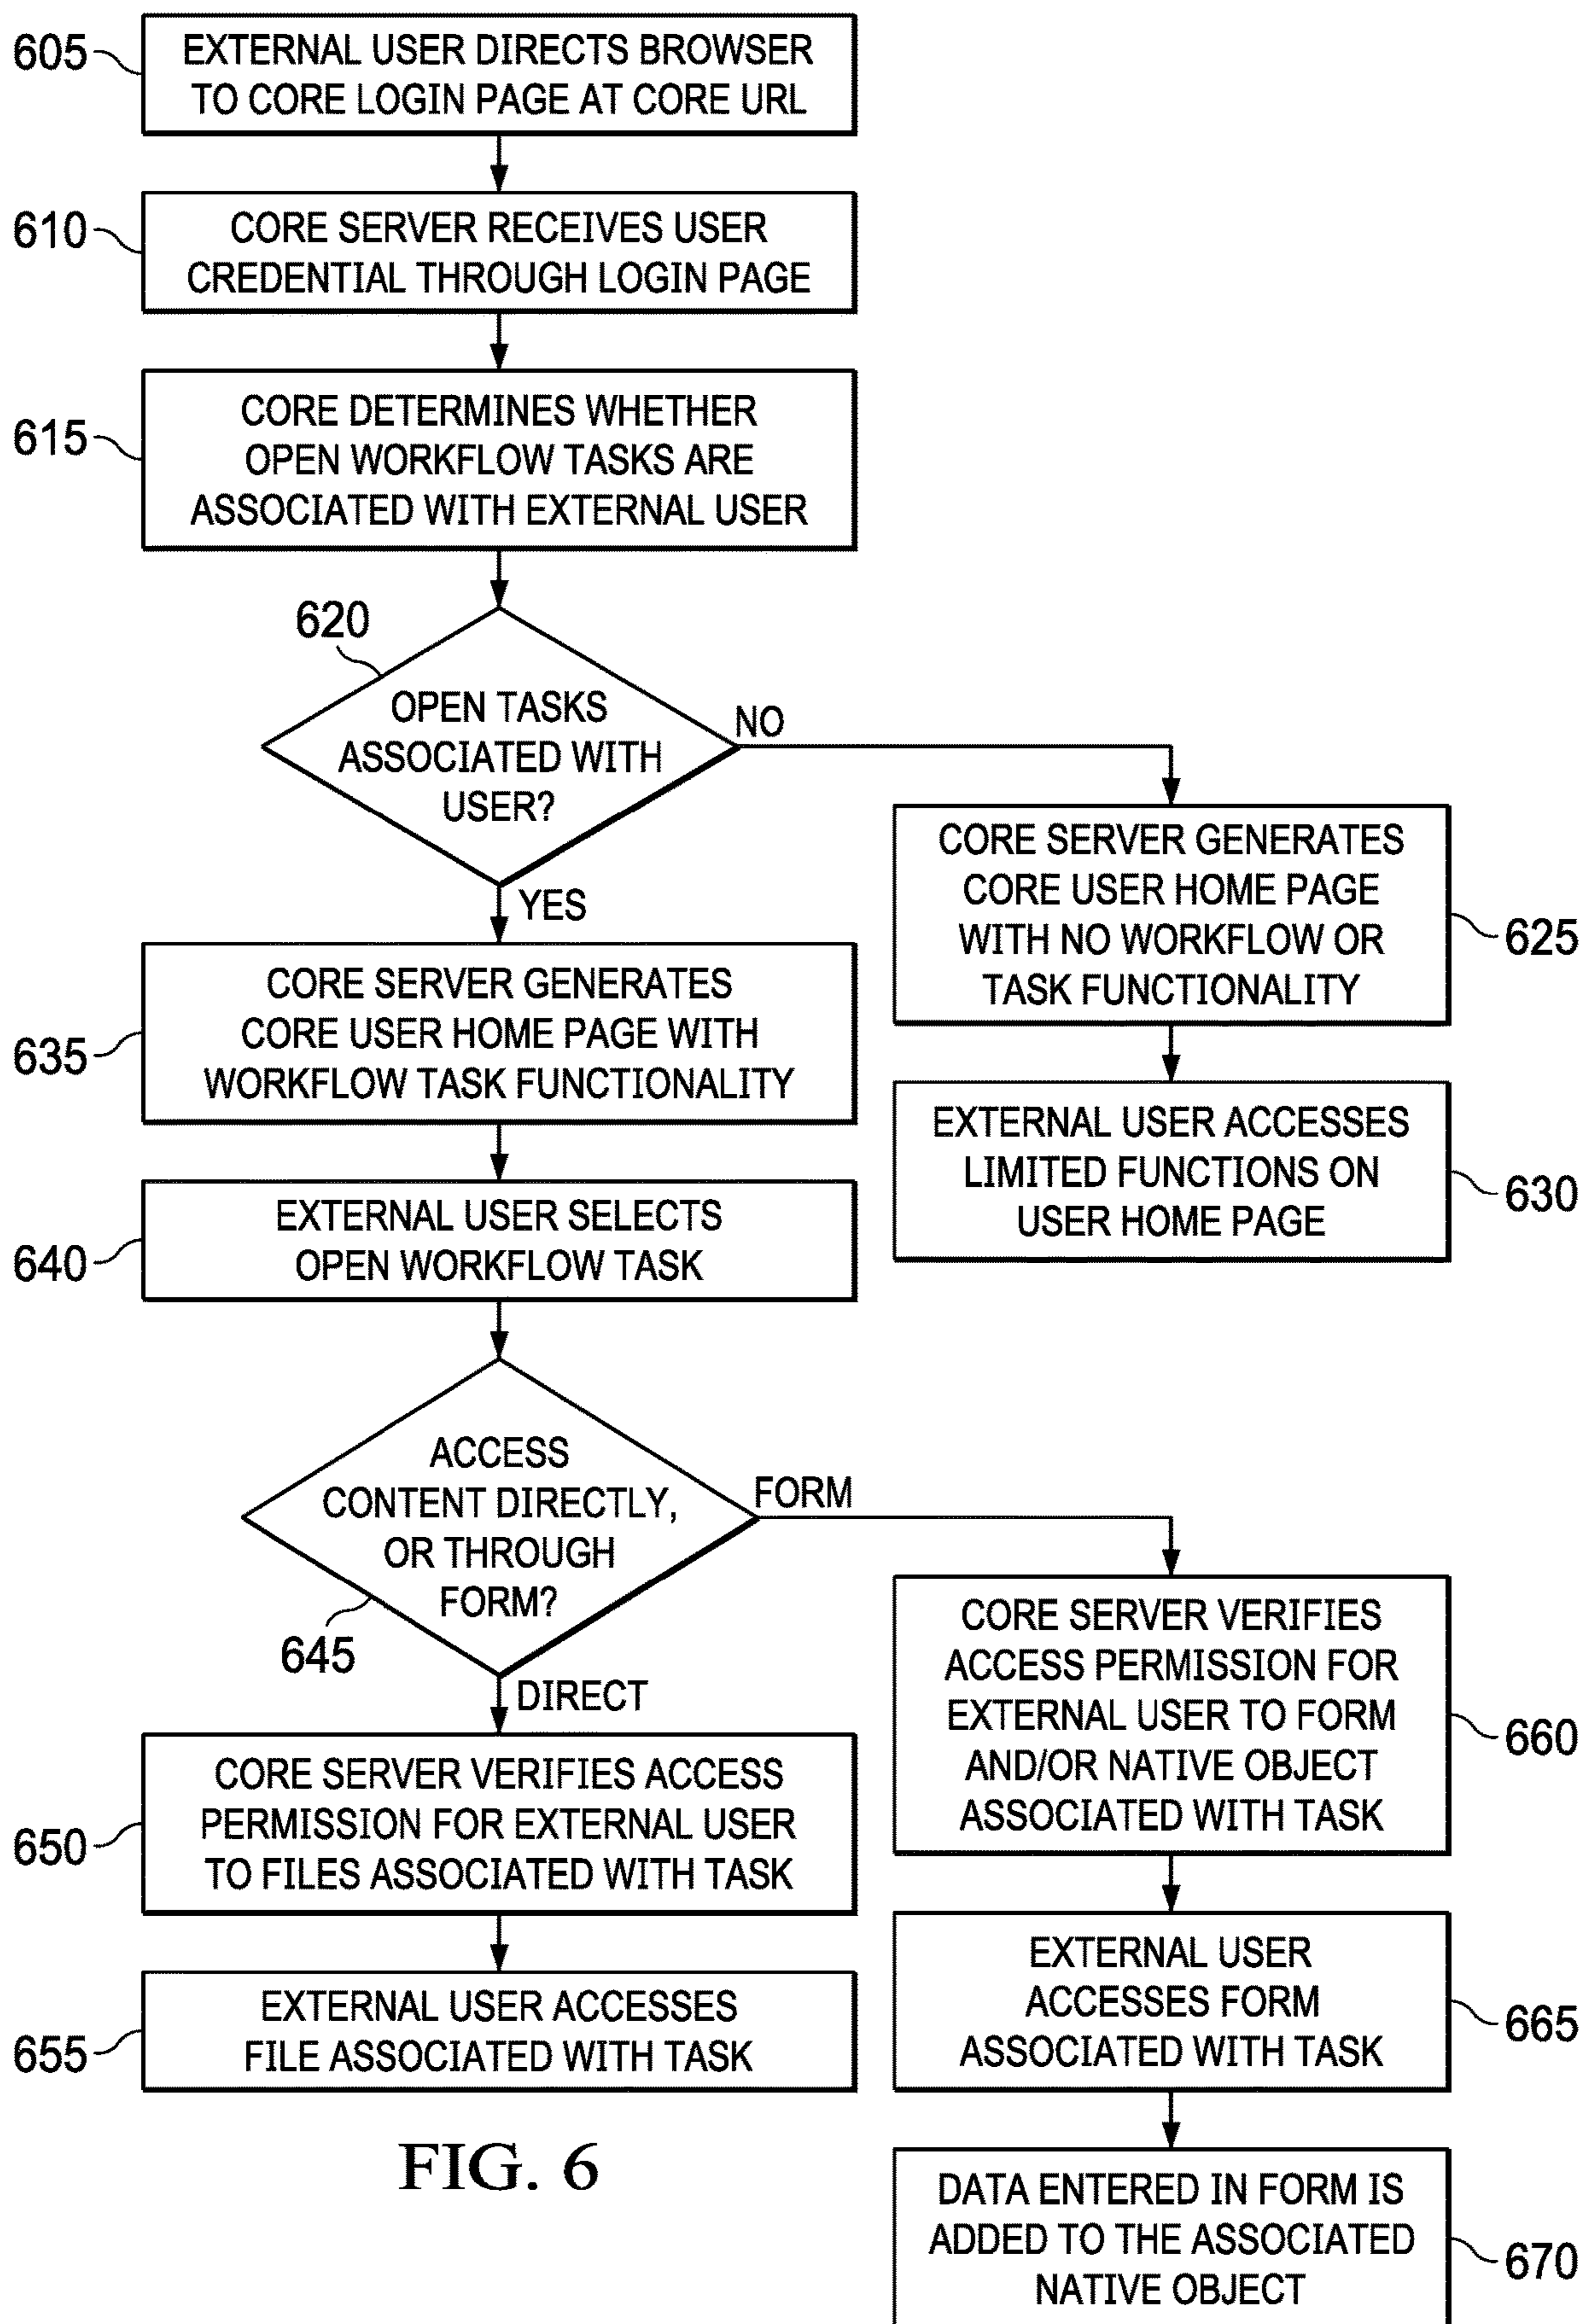 605
EXTERNAL USER DIRECTS BROWSER
TO CORE LOGIN PAGE AT CORE URL
610
CORE SERVER RECEIVES USER
CREDENTIAL THROUGH LOGIN PAGE
615
CORE DETERMINES WHETHER
OPEN WORKFLOW TASKS ARE
ASSOCIATED WITH EXTERNAL USER
620
OPEN TASKS
ASSOCIATED WITH
USER?
NO
YES
CORE SERVER GENERATES
CORE USER HOME PAGE
WITH NO WORKFLOW OR
TASK FUNCTIONALITY
625
EXTERNAL USER ACCESSES
LIMITED FUNCTIONS ON
USER HOME PAGE
630
635
CORE SERVER GENERATES
CORE USER HOME PAGE WITH
WORKFLOW TASK FUNCTIONALITY
640
EXTERNAL USER SELECTS
OPEN WORKFLOW TASK
ACCESS
CONTENT DIRECTLY,
OR THROUGH
FORM?
645
FORM
DIRECT
650
CORE SERVER VERIFIES ACCESS
PERMISSION FOR EXTERNAL USER
TO FILES ASSOCIATED WITH TASK
655
EXTERNAL USER ACCESSES
FILE ASSOCIATED WITH TASK
CORE SERVER VERIFIES
ACCESS PERMISSION FOR
EXTERNAL USER TO FORM
AND/OR NATIVE OBJECT
ASSOCIATED WITH TASK
660
EXTERNAL USER
ACCESSES FORM
ASSOCIATED WITH TASK
665
DATA ENTERED IN FORM IS
ADDED TO THE ASSOCIATED
NATIVE OBJECT
670
FIG. 6